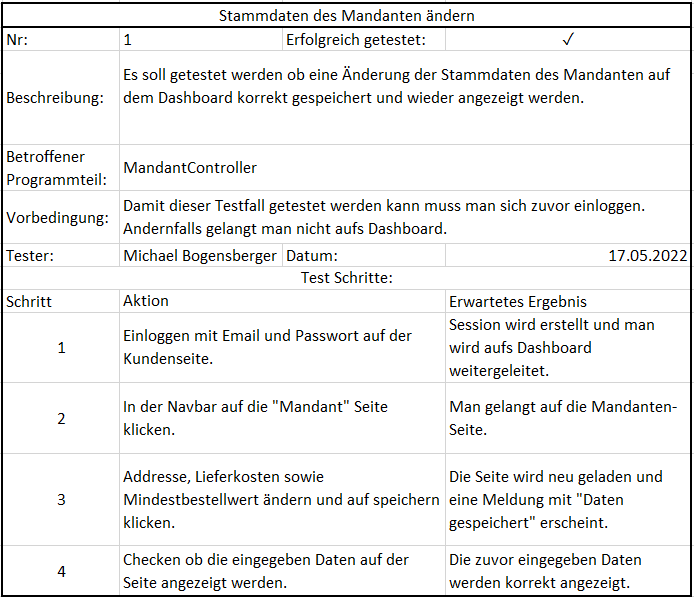 Stammdaten des Mandanten ändern
Nr: 1 Erfolgreich getestet: ✓
Beschreibung:
Es soll getestet werden ob eine Änderung der Stammdaten des Mandanten auf
dem Dashboard korrekt gespeichert und wieder angezeigt werden.
Betroffener
Programmteil:
MandantController
Vorbedingung:
Damit dieser Testfall getestet werden kann muss man sich zuvor einloggen.
Andernfalls gelangt man nicht aufs Dashboard.
Tester: Michael Bogensberger Datum: 17.05.2022
Test Schritte:
Schritt Aktion Erwartetes Ergebnis
1
Einloggen mit Email und Passwort auf der
Kundenseite.
Session wird erstellt und man
wird aufs Dashboard
weitergeleitet.
2
In der Navbar auf die "Mandant" Seite
klicken.
Man gelangt auf die Mandanten-
Seite.
3
Addresse, Lieferkosten sowie
Mindestbestellwert ändern und auf speichern
klicken.
Die Seite wird neu geladen und
eine Meldung mit "Daten
gespeichert" erscheint.
4
Checken ob die eingegeben Daten auf der
Seite angezeigt werden.
Die zuvor eingegeben Daten
werden korrekt angezeigt.